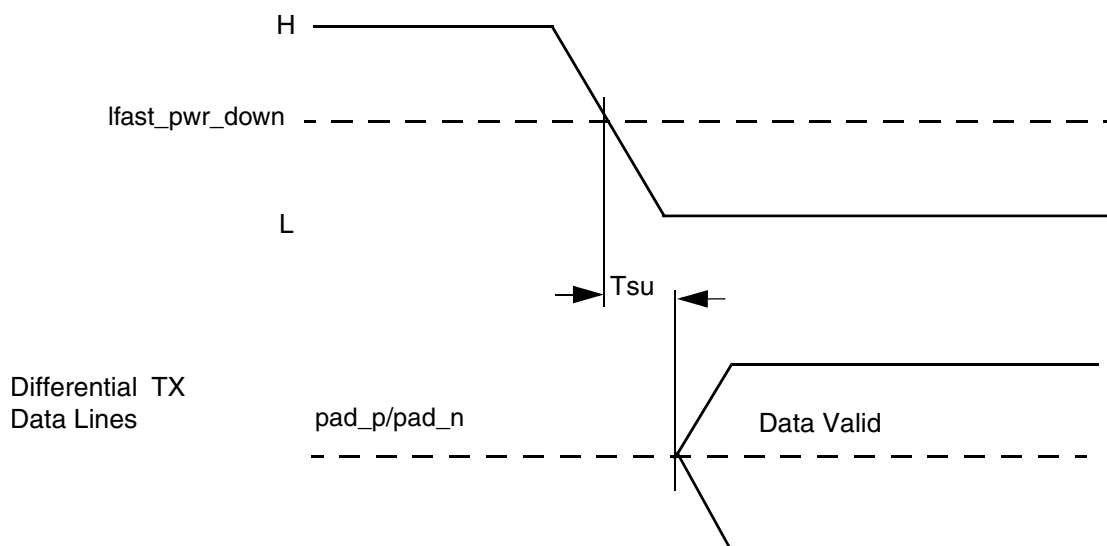 H
lfast_pwr_down
L
Tsu
Differential TX
Data Lines
pad_p/pad_n
Data Valid